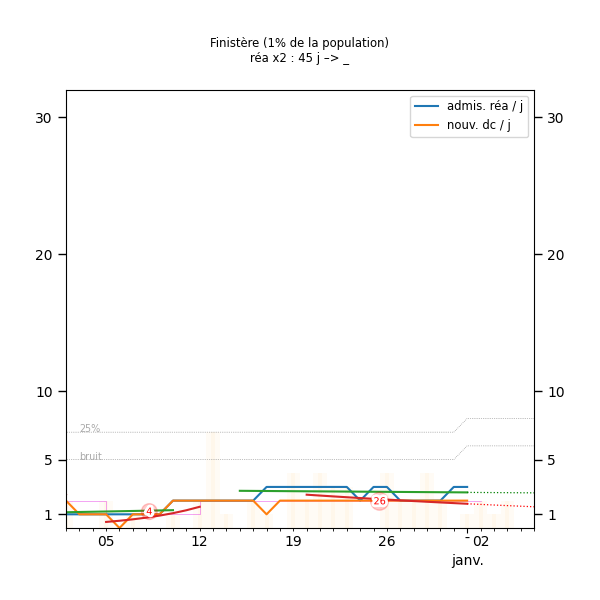 Finistère (1% de la population)
réa x2 : 45 j –> _
admis. réa / j
nouv. dc / j
30 30
20 20
10 10
25%
bruit
5 5
26
4
1 1
05 12 19 26 - 02
janv.